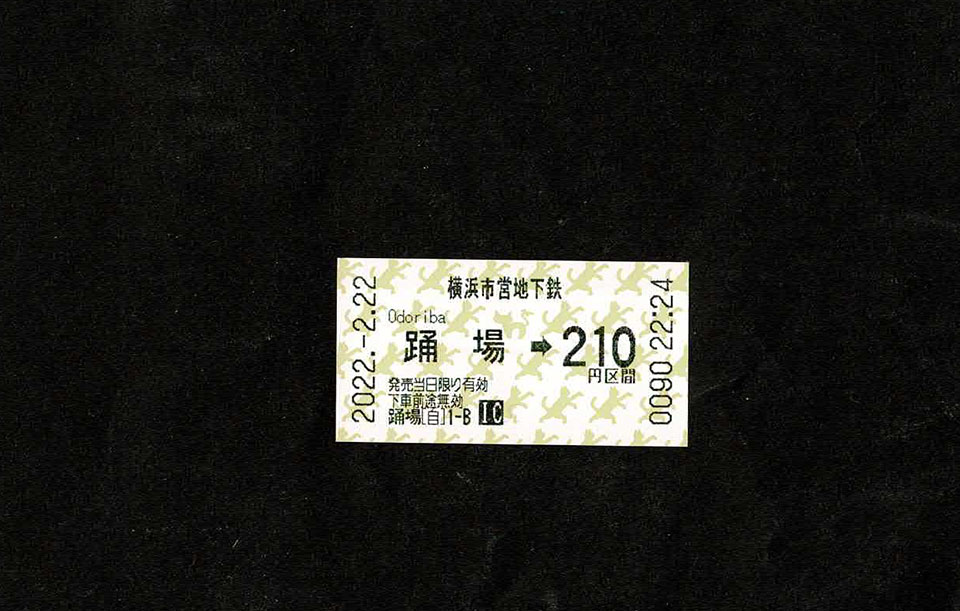 2022.-2.22
横浜市営地下鉄
Odoriba
踊場➡210
円区間
発売当日限り有効
下車前途無効
踊場[自]1-B IC
0090 22:24